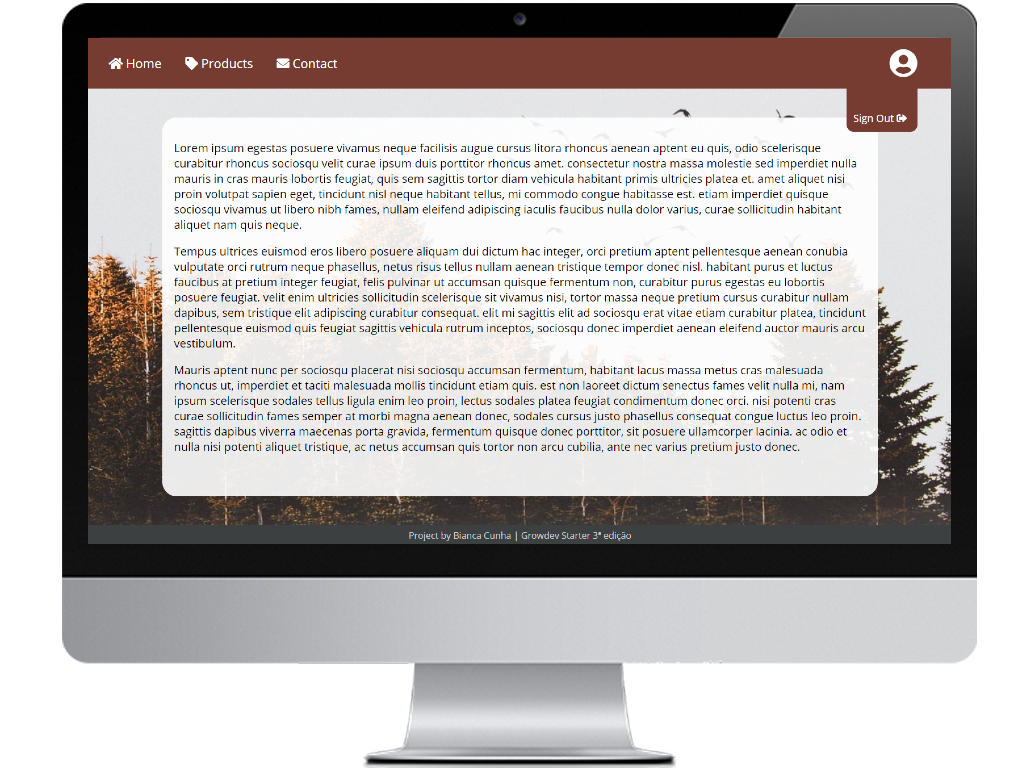 Home Products Contact
Sign Out
Lorem ipsum egestas posuere vivamus neque facilisis augue cursus litora rhoncus aenean aptent eu quis, odio scelerisque
curabitur rhoncus sociosqu velit curae ipsum duis porttitor rhoncus amet. consectetur nostra massa molestie sed imperdiet nulla
mauris in cras mauris lobortis feugiat, quis sem sagittis tortor diam vehicula habitant primis ultricies platea et. amet aliquet nisi
proin volutpat sapien eget, tincidunt nisl neque habitant tellus, mi commodo congue habitasse est. etiam imperdiet quisque
sociosqu vivamus ut libero nibh fames, nullam eleifend adipiscing iaculis faucibus nulla dolor varius, curae sollicitudin habitant
aliquet nam quis neque.
Tempus ultrices euismod eros libero posuere aliquam dui dictum hac integer, orci pretium aptent pellentesque aenean conubia
vulputate orci rutrum neque phasellus, netus risus tellus nullam aenean tristique tempor donec nisl. habitant purus et luctus
faucibus at pretium integer feugiat, felis pulvinar ut accumsan quisque fermentum non, curabitur purus egestas eu lobortis
posuere feugiat. velit enim ultricies sollicitudin scelerisque sit vivamus nisi, tortor massa neque pretium cursus curabitur nullam
dapibus, sem tristique elit adipiscing curabitur consequat. elit mi sagittis elit ad sociosqu erat vitae etiam curabitur platea, tincidunt
pellentesque euismod quis feugiat sagittis vehicula rutrum inceptos, sociosqu donec imperdiet aenean eleifend auctor mauris arcu
vestibulum.
Mauris aptent nunc per sociosqu placerat nisi sociosqu accumsan fermentum, habitant lacus massa metus cras malesuada
rhoncus ut, imperdiet et taciti malesuada mollis tincidunt etiam quis. est non laoreet dictum senectus fames velit nulla mi, nam
ipsum scelerisque sodales tellus ligula enim leo proin, lectus sodales platea feugiat condimentum donec orci. nisi potenti cras
curae sollicitudin fames semper at morbi magna aenean donec, sodales cursus justo phasellus consequat congue luctus leo proin.
sagittis dapibus viverra maecenas porta gravida, fermentum quisque donec porttitor, sit posuere ullamcorper lacinia. ac odio et
nulla nisi potenti aliquet tristique, ac netus accumsan quis tortor non arcu cubilia, ante nec varius pretium justo donec.
Project by Bianca Cunha | Growdev Starter 3ª edição